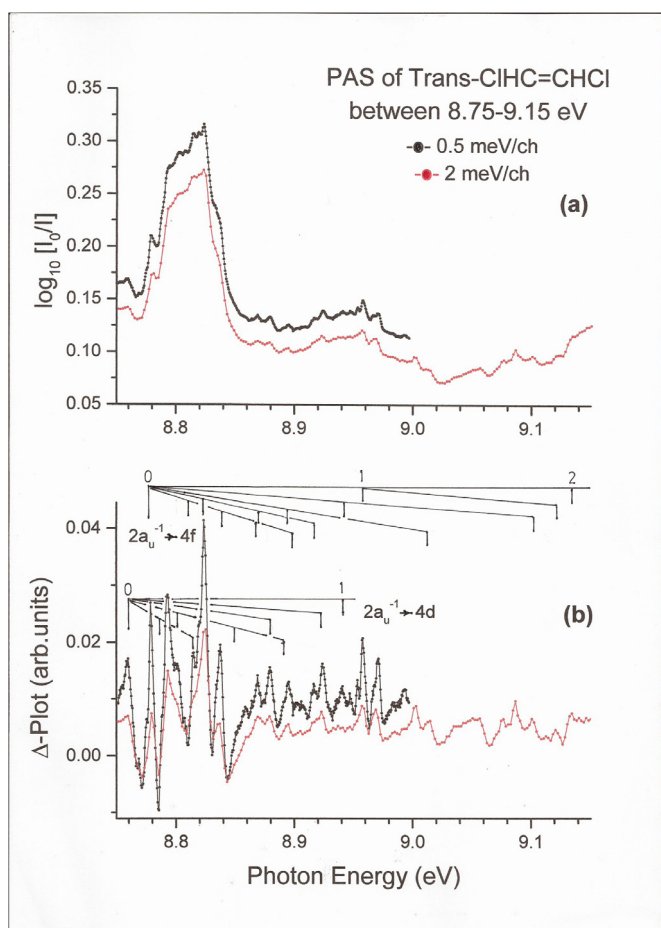 PAS of Trans-ClHC=CHCl
between 8.75-9.15 eV
0.5 meV/ch
2 meV/ch
(a)
0.35
0.30
0.25
0.20
0.15
0.10
0.05
log₁₀ [I₀/I]
8.8
8.9
9.0
9.1
0
1
2
2aᵤ⁻¹→4f
0
1
2aᵤ⁻¹→4d
(b)
0.04
0.02
0.00
Δ-Plot (arb.units)
8.8
8.9
9.0
9.1
Photon Energy (eV)